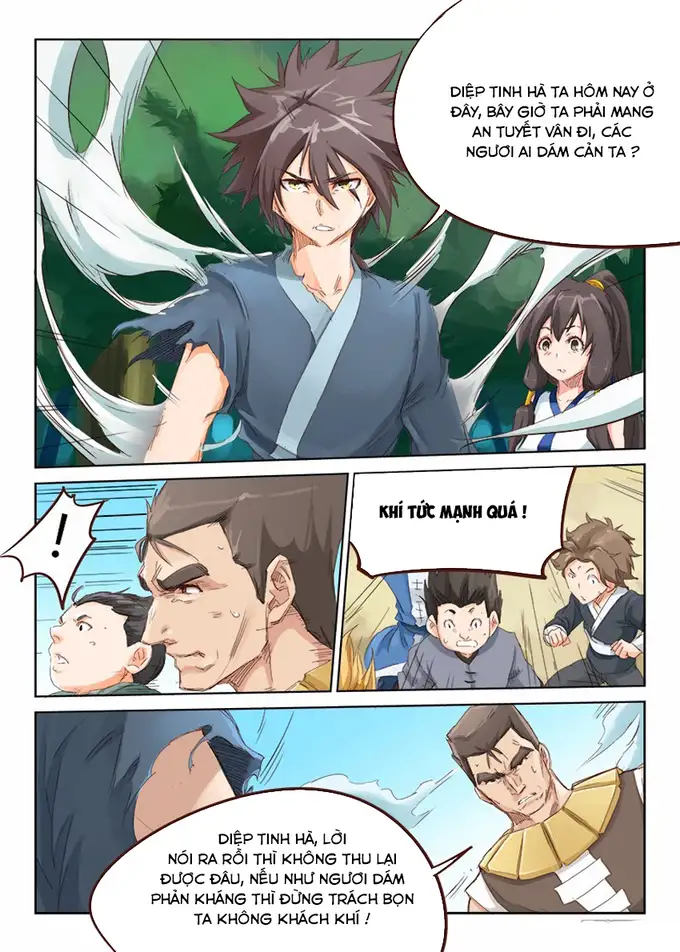 DIỆP TINH HÀ TA HÔM NAY Ở
ĐÂY, BÂY GIỜ TA PHẢI MANG
AN TUYẾT VÂN ĐI, CÁC
NGƯƠI AI DÁM CẢN TA ?
!
KHÍ TỨC MẠNH QUÁ !
DIỆP TINH HÀ, LỜI
NÓI RA RỒI THÌ KHÔNG THU LẠI
ĐƯỢC ĐÂU, NẾU NHƯ NGƯƠI DÁM
PHẢN KHÁNG THÌ ĐỪNG TRÁCH BỌN
TA KHÔNG KHÁCH KHÍ !